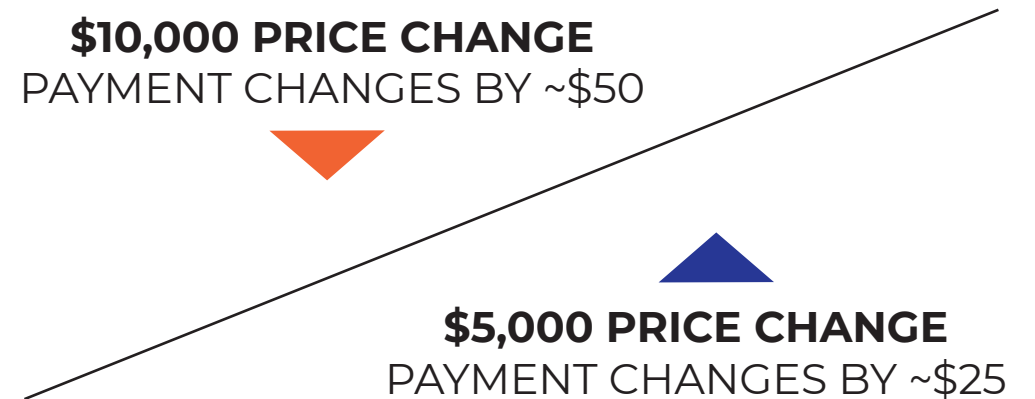 $10,000 PRICE CHANGE
PAYMENT CHANGES BY ~$50
$5,000 PRICE CHANGE
PAYMENT CHANGES BY ~$25